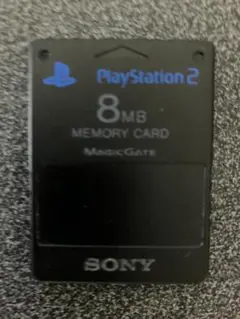 PlayStation 2
8MB
MEMORY CARD
MAGICGATE
SONY